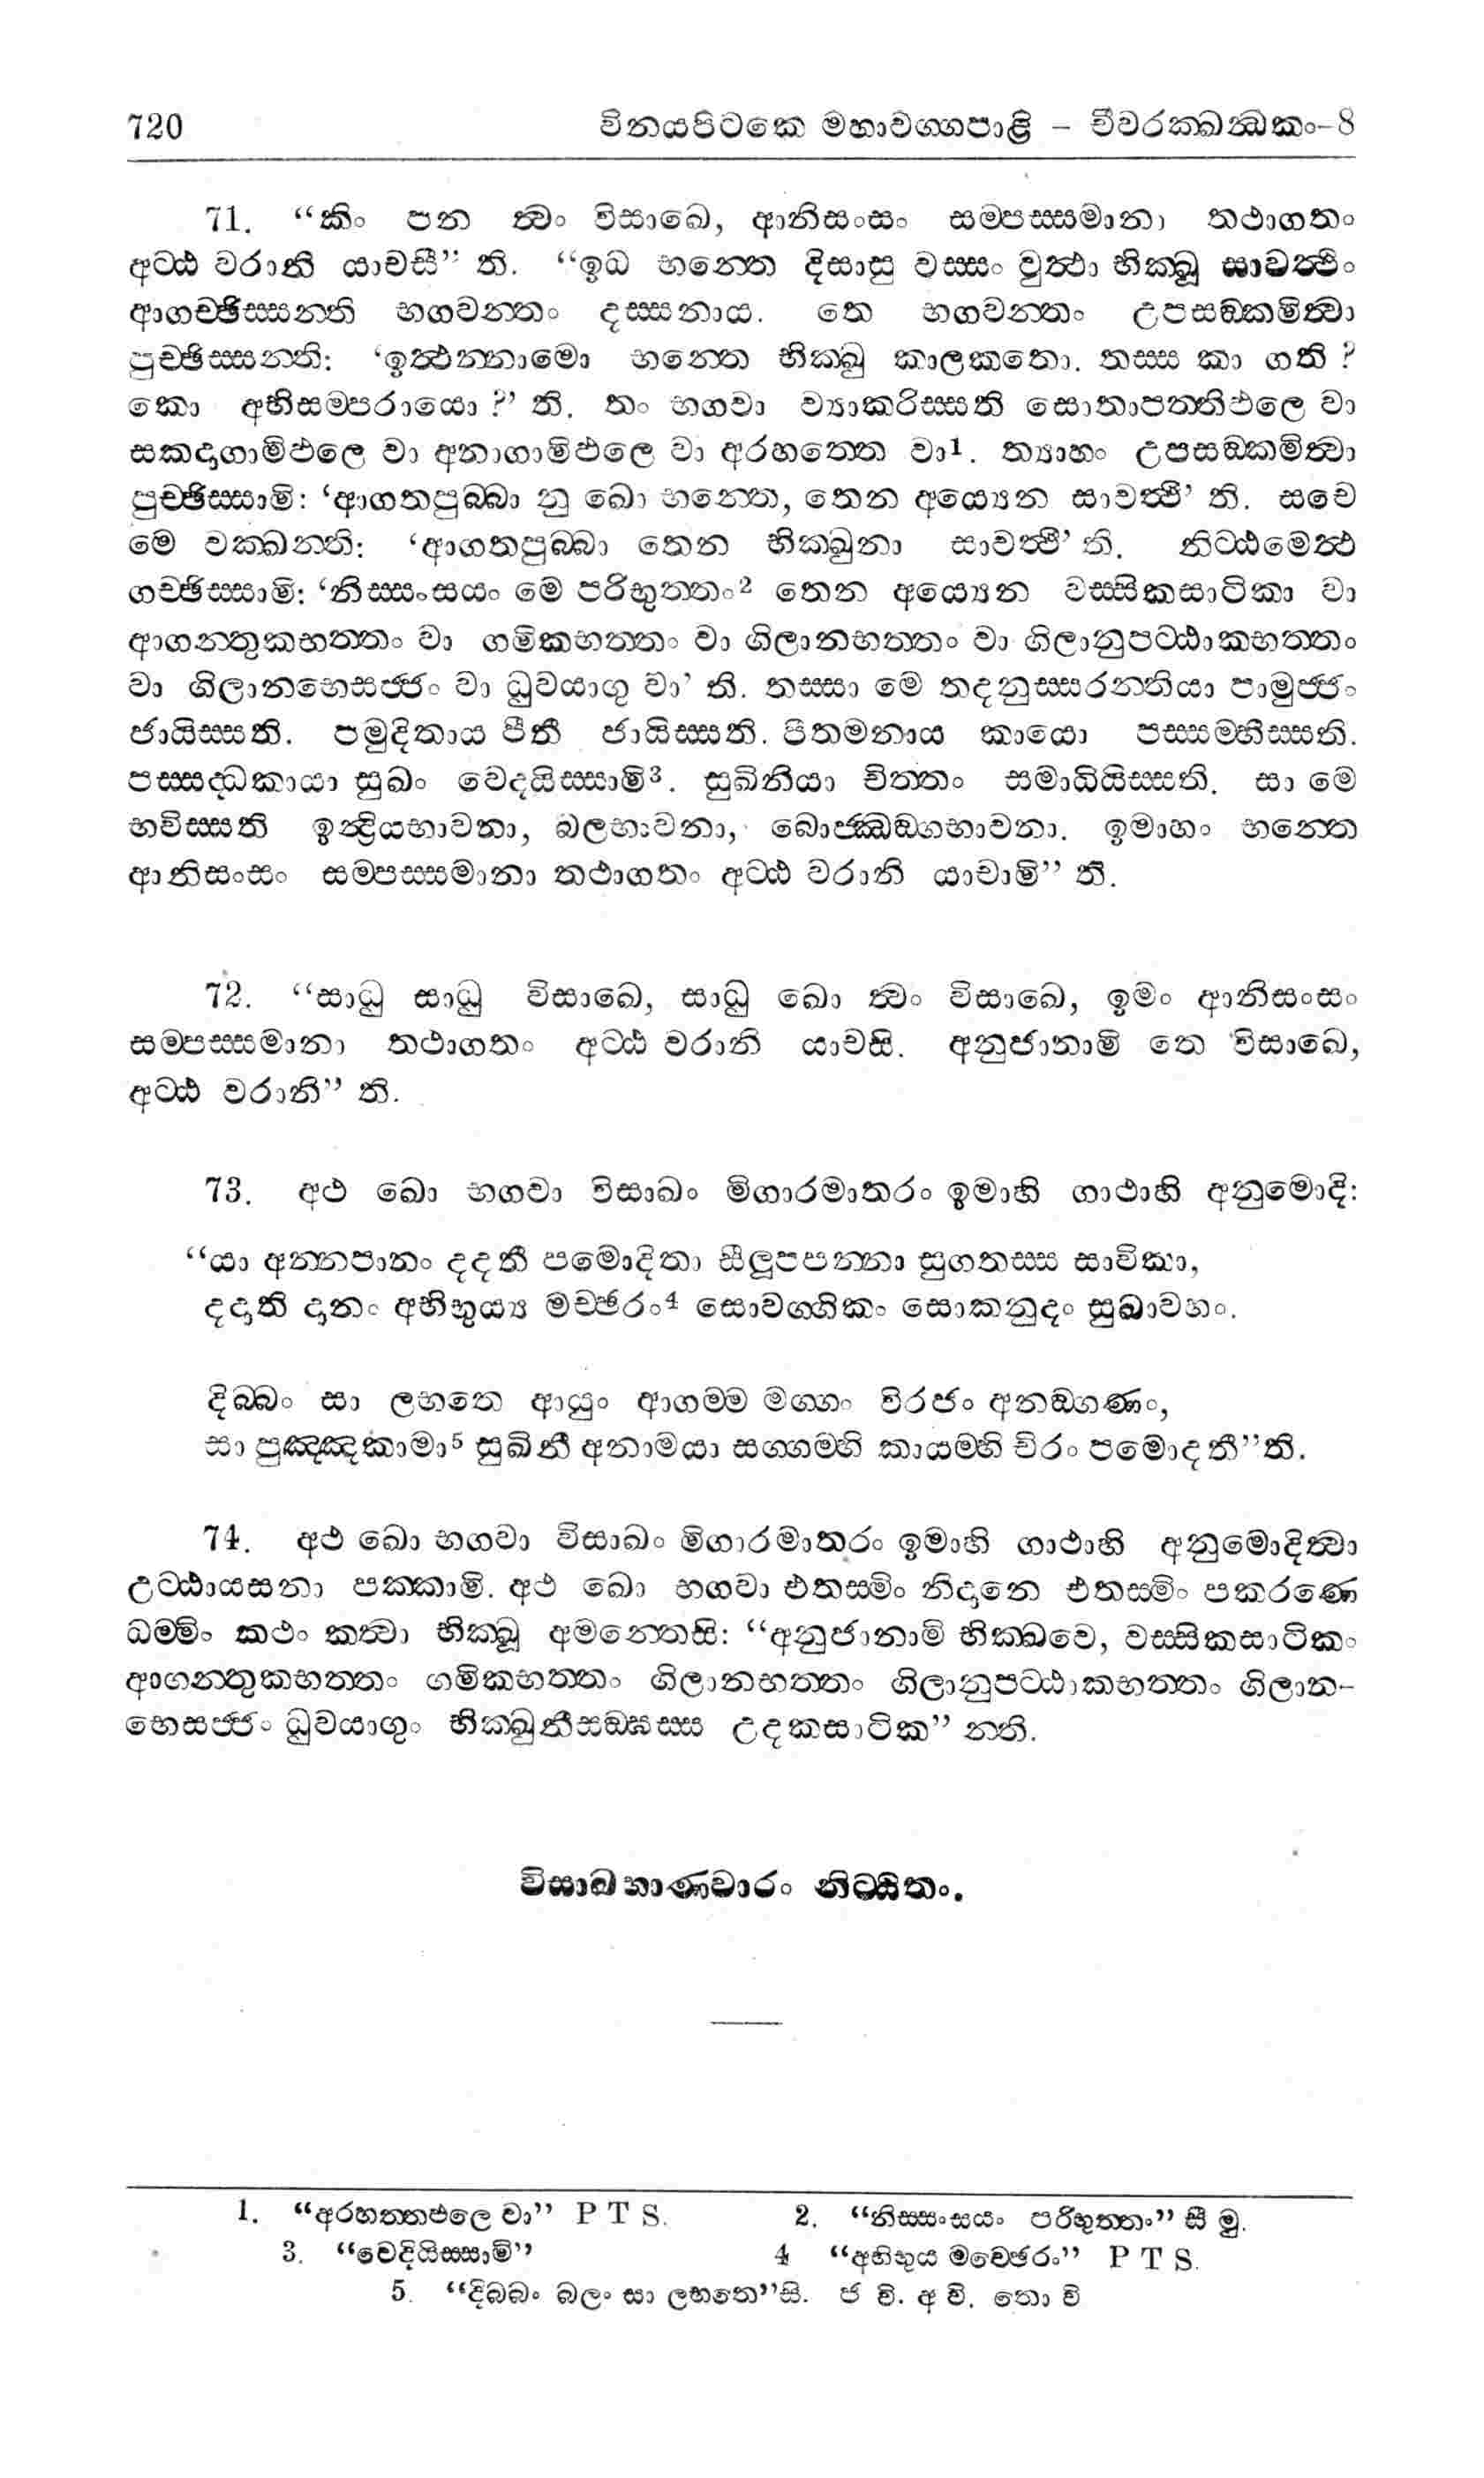 720 විනයපිටකෙ මහාවග්ගපාළි – චීවරක්ඛන්ධකං–8
71. “කිං පන ත්වං විසාඛෙ, ආනිසංසං සම්පස්සමානා තථාගතං
අට්ඨ වරානි යාචසී” ති. “ඉධ භන්තෙ දිසාසු වස්සං වුත්ථා භික්ඛූ සාවත්ථිං
ආගච්ඡිස්සන්ති භගවන්තං දස්සනාය. තෙ භගවන්තං උපසඞ්කමිත්වා
පුච්ඡිස්සන්ති: ‘ඉත්ථන්නාමො භන්තෙ භික්ඛු කාලකතො. තස්ස කා ගති ?
කො අභිසම්පරායො ?’ ති. තං භගවා ව්‍යාකරිස්සති සොතාපත්තිඵලෙ වා
සකදාගාමිඵලෙ වා අනාගාමිඵලෙ වා අරහත්තෙ වා1. ත්‍යාහං උපසඞ්කමිත්වා
පුච්ඡිස්සාමි: ‘ආගතපුබ්බා නු ඛො භන්තෙ, තෙන අය්‍යෙන සාවත්ථි’ ති. සචෙ
මෙ වක්ඛන්ති: ‘ආගතපුබ්බා තෙන භික්ඛුනා සාවත්ථි’ ති. නිට්ඨමෙත්ථ
ගච්ඡිස්සාමි: ‘නිස්සංසයං මෙ පරිභුත්තං2 තෙන අය්‍යෙන වස්සිකසාටිකා වා
ආගන්තුකභත්තං වා ගමිකභත්තං වා ගිලානභත්තං වා ගිලානුපට්ඨාකභත්තං
වා ගිලානභෙසජ්ජං වා ධුවයාගු වා’ ති. තස්සා මෙ තදනුස්සරන්තියා පාමුජ්ජං
ජායිස්සති. පමුදිතාය පීති ජායිස්සති. පීතමනාය කායො පස්සම්භිස්සති.
පස්සද්ධකායා සුඛං වෙදයිස්සාමි3. සුඛිනියා චිත්තං සමාධියිස්සති. සා මෙ
භවිස්සති ඉන්ද්‍රියභාවනා, බලභාවනා, බොජ්ඣඞ්ගභාවනා. ඉමාහං භන්තෙ
ආනිසංසං සම්පස්සමානා තථාගතං අට්ඨ වරානි යාචාමි” ති.
72. “සාධු සාධු විසාඛෙ, සාධු ඛො ත්වං විසාඛෙ, ඉමං ආනිසංසං
සම්පස්සමානා තථාගතං අට්ඨ වරානි යාචසි. අනුජානාමි තෙ විසාඛෙ,
අට්ඨ වරානි” ති.
73. අථ ඛො භගවා විසාඛං මිගාරමාතරං ඉමාහි ගාථාහි අනුමොදි:
“යා අන්නපානං දදතී පමොදිතා සීලූපපන්නා සුගතස්ස සාවිකා,
දදාති දානං අභිභුය්‍ය මච්ඡරං4 සොවග්ගිකං සොකනුදං සුඛාවහං.
දිබ්බං සා ලභතෙ ආයුං ආගම්ම මග්ගං විරජං අනඞ්ගණං,
සා පුඤ්ඤකාමා5 සුඛිනී අනාමයා සග්ගම්හි කායම්හි චිරං පමොදතී”ති.
74. අථ ඛො භගවා විසාඛං මිගාරමාතරං ඉමාහි ගාථාහි අනුමොදිත්වා
උට්ඨායසනා පක්කාමි. අථ ඛො භගවා එතස්මිං නිදානෙ එතස්මිං පකරණෙ
ධම්මිං කථං කත්වා භික්ඛූ අමන්තෙසි: “අනුජානාමි භික්ඛවෙ, වස්සිකසාටිකං
ආගන්තුකභත්තං ගමිකභත්තං ගිලානභත්තං ගිලානුපට්ඨාකභත්තං ගිලාන-
භෙසජ්ජං ධුවයාගුං භික්ඛුනීසඞ්ඝස්ස උදකසාටික” න්ති.
විසාඛභාණවාරං නිට්ඨිතං.
1. “අරහත්තඵලෙ වා” P T S. 2. “නිස්සංසයං පරිභුත්තං” සී මු.
3. “වෙදියිස්සාමි” 4 “අභිභුය මච්ඡෙරං” P T S.
5. “දිබ්බං බලං සා ලභතෙ”සි. ජ වි. අ වි. තො වි